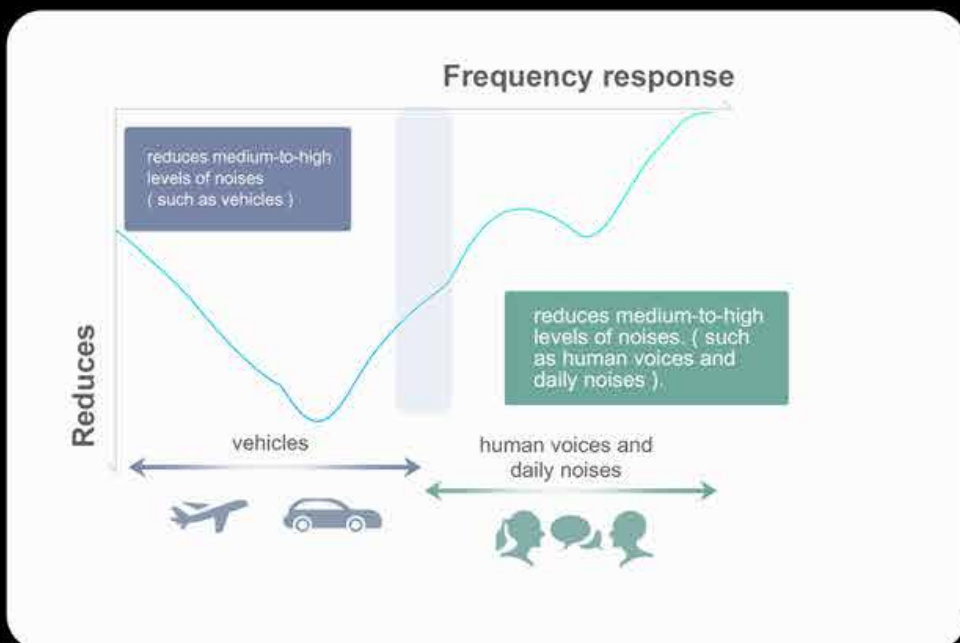 Frequency response
reduces medium-to-high
levels of noises
( such as vehicles )
reduces medium-to-high
levels of noises. ( such
as human voices and
daily noises ).
Reduces
vehicles
human voices and
daily noises